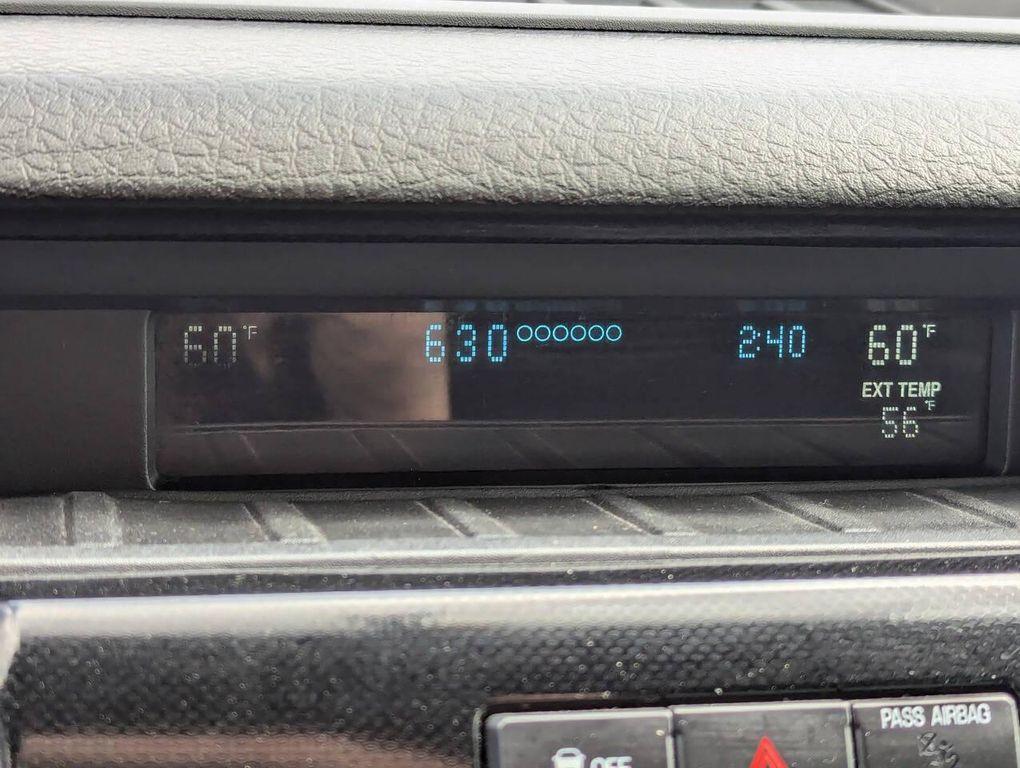 60°F 630 2:40 60°F
EXT TEMP
56°F
OFF
PASS AIRBAG